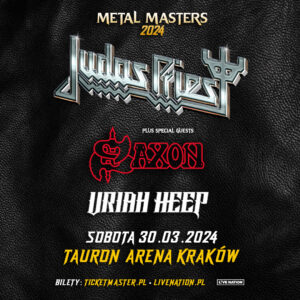 METAL MASTERS
2024
Judas Priest
PLUS SPECIAL GUESTS
SAXON
URIAH HEEP
SOBOTA 30.03.2024
TAURON ARENA KRAKÓW
BILETY: TICKETMASTER.PL • LIVENATION.PL
LIVE NATION